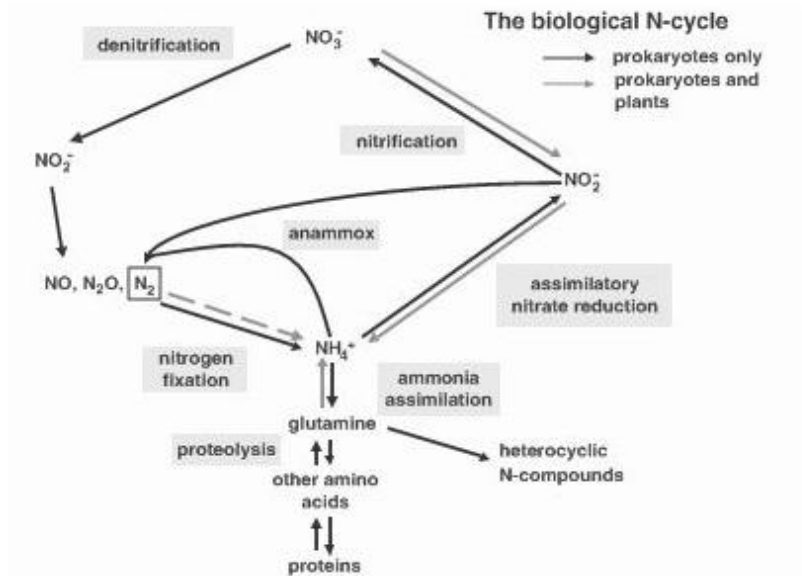 The biological N-cycle
prokaryotes only
prokaryotes and
plants
denitrification
NO₃⁻
nitrification
NO₂⁻
NO₂⁻
anammox
NO, N₂O, N₂
assimilatory
nitrate reduction
NH₄⁺
nitrogen
fixation
ammonia
assimilation
glutamine
proteolysis
heterocyclic
N-compounds
other amino
acids
proteins